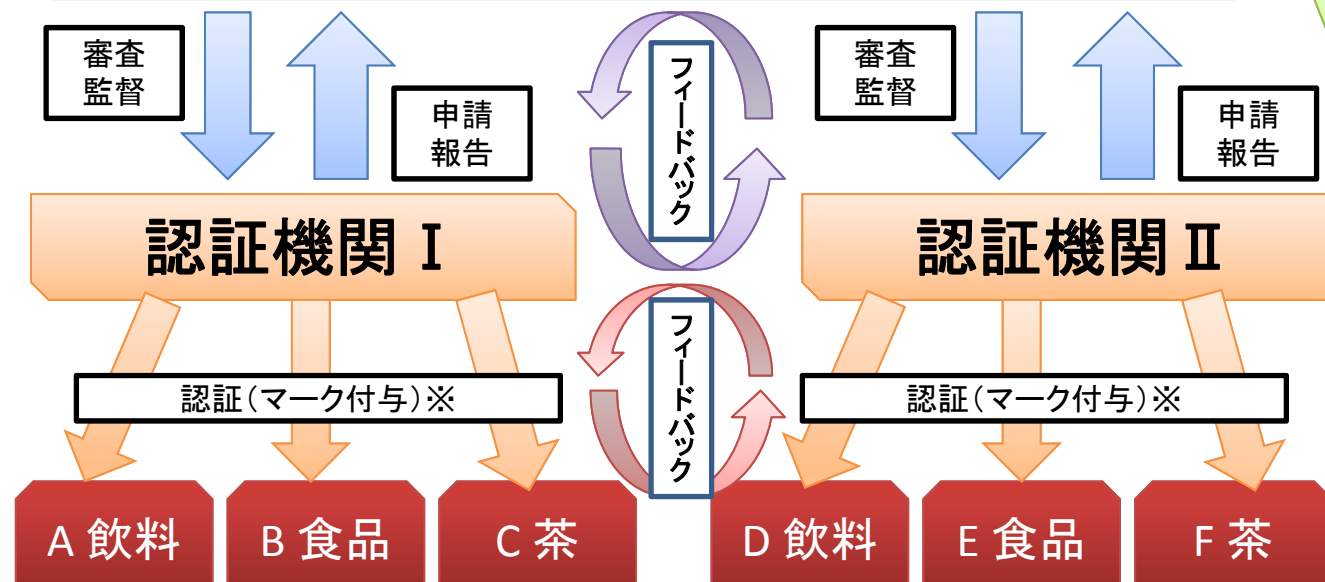 審査
監督
申請
報告
フィードバック
審査
監督
申請
報告
認証機関 Ⅰ
認証機関 Ⅱ
フィードバック
認証(マーク付与)※
認証(マーク付与)※
A 飲料
B 食品
C 茶
D 飲料
E 食品
F 茶